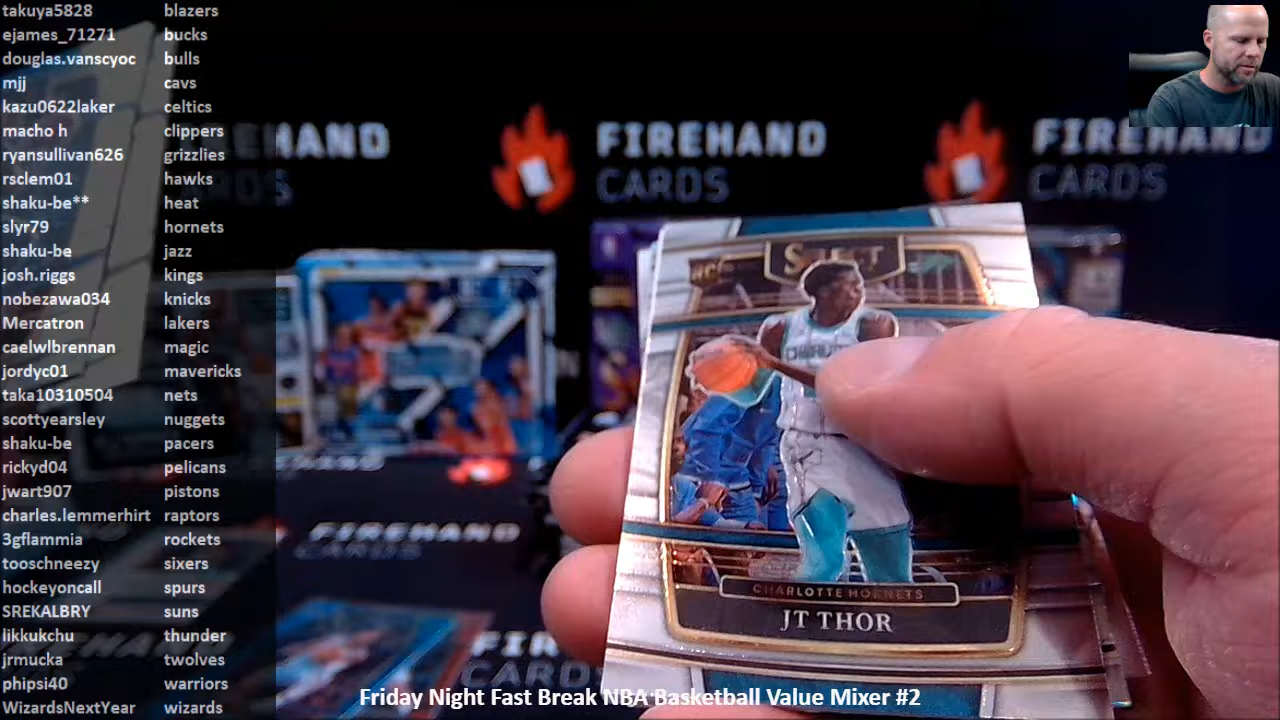 takuya5828 blazers
ejames_71271 bucks
douglas.vanscyoc bulls
mjj cavs
kazu0622laker celtics
macho h clippers
ryansullivan626 grizzlies
rsclem01 hawks
shaku-be** heat
slyr79 hornets
shaku-be jazz
josh.riggs kings
nobezawa034 knicks
Mercatron lakers
caelwlbrennan magic
jordyc01 mavericks
taka10310504 nets
scottyearsley nuggets
shaku-be pacers
rickyd04 pelicans
jwart907 pistons
charles.lemmerhirt raptors
3gflammia rockets
tooschneezy sixers
hockeyoncall spurs
SREKALBRY suns
likkukchu thunder
jrmucka twolves
phipsi40 warriors
WizardsNextYear wizards
FIREHAND
CARDS
FIREHAND
CARDS
FIREHAND
CARDS
SELECT
RC
CHARLOTTE HORNETS
JT THOR
FIREHAND
CARDS
Friday Night Fast Break NBA Basketball Value Mixer #2